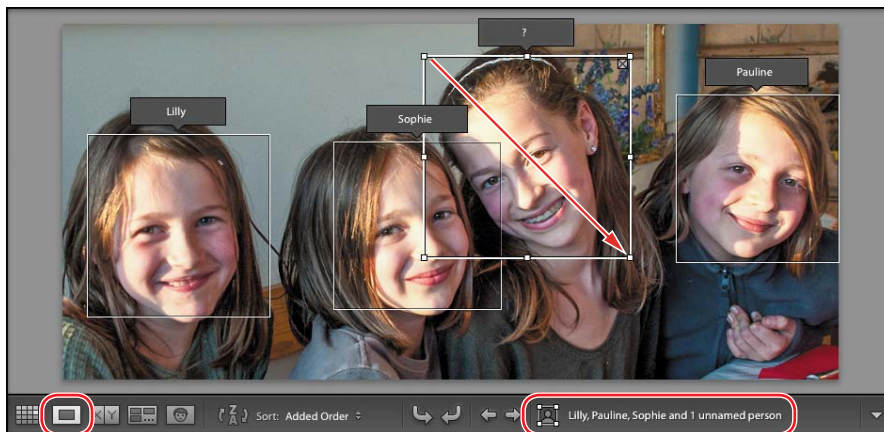 ?
Pauline
Lilly
Sophie
X Y
Z
A
Sort: Added Order
Lilly, Pauline, Sophie and 1 unnamed person